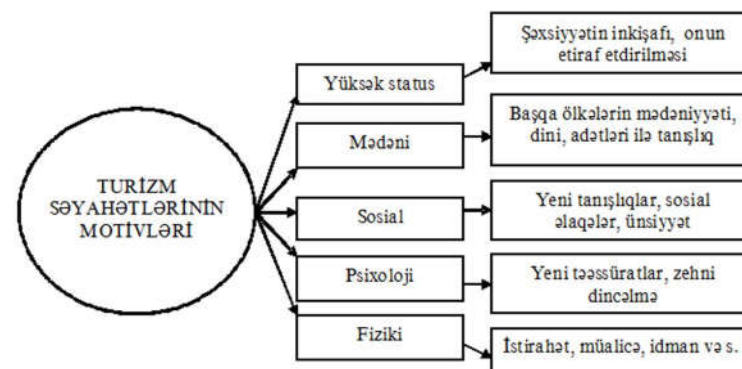 TURİZM
SƏYAHƏTLƏRİNİN
MOTİVLƏRİ
Yüksək status
Şəxsiyyətin inkişafı, onun
etiraf etdirilməsi
Mədəni
Başqa ölkələrin mədəniyyəti,
dini, adətləri ilə tanışlıq
Sosial
Yeni tanışlıqlar, sosial
əlaqələr, ünsiyyət
Psixoloji
Yeni təəssüratlar, zehni
dincəlmə
Fiziki
İstirahət, müalicə, idman və s.